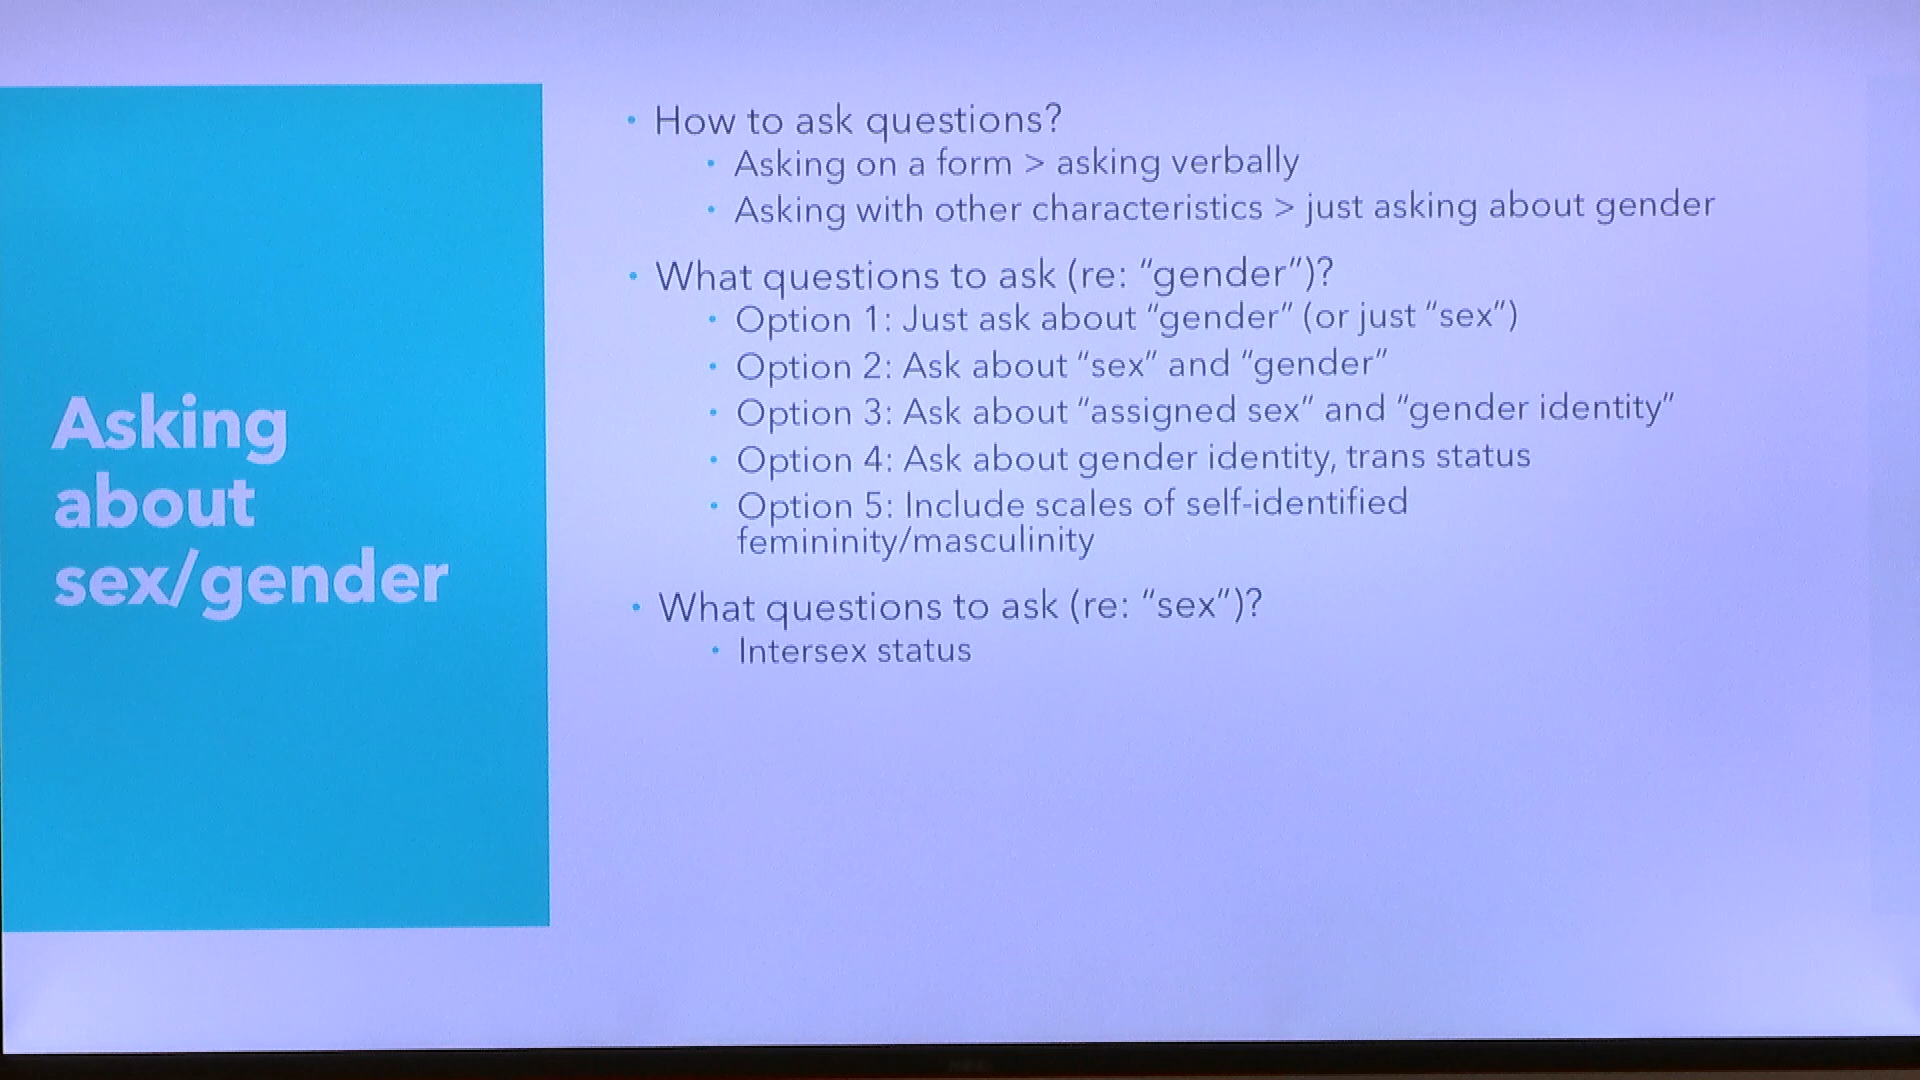 Asking
about
sex/gender
• How to ask questions?
• Asking on a form > asking verbally
• Asking with other characteristics > just asking about gender
• What questions to ask (re: “gender”)?
• Option 1: Just ask about “gender” (or just “sex”)
• Option 2: Ask about “sex” and “gender”
• Option 3: Ask about “assigned sex” and “gender identity”
• Option 4: Ask about gender identity, trans status
• Option 5: Include scales of self-identified
femininity/masculinity
• What questions to ask (re: “sex”)?
• Intersex status